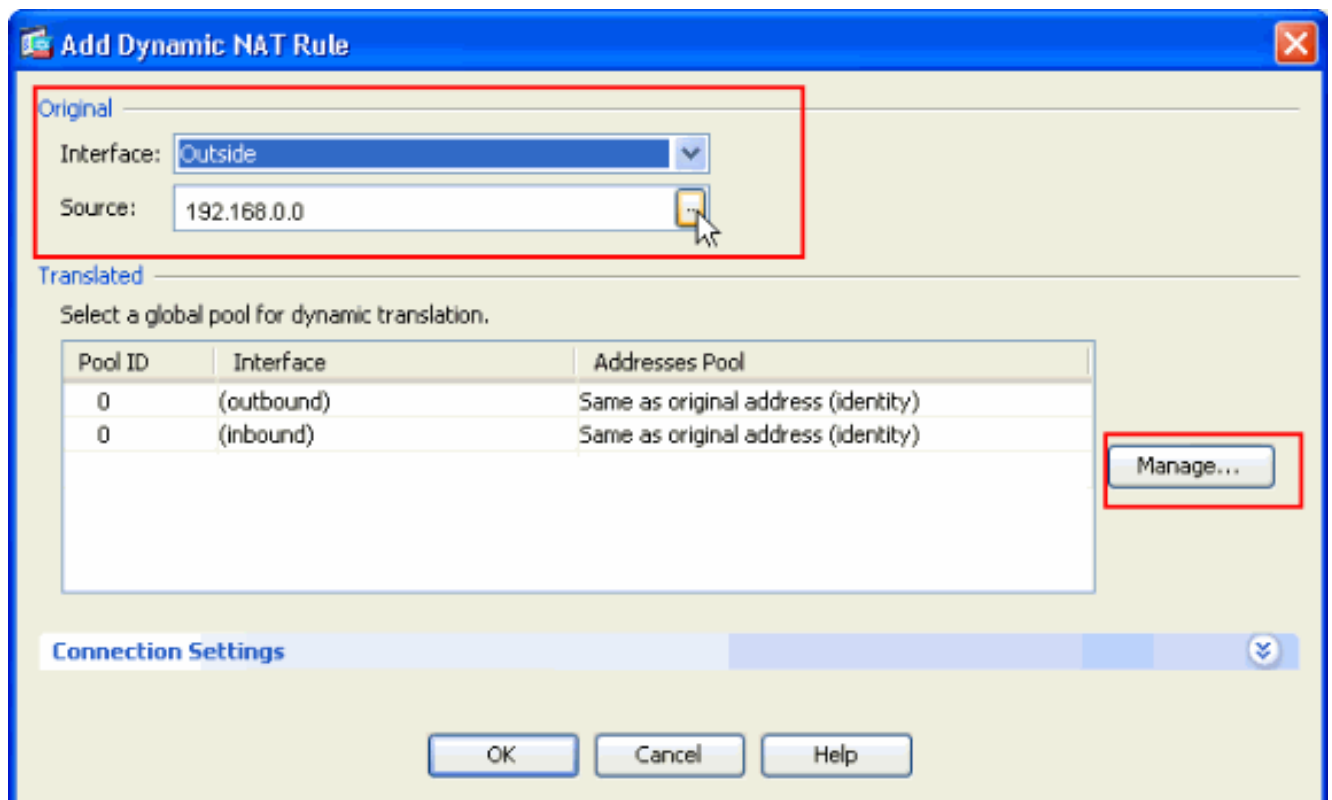 Add Dynamic NAT Rule
Original
Interface: Outside
Source: 192.168.0.0 ...
Translated
Select a global pool for dynamic translation.
Pool ID Interface Addresses Pool
0 (outbound) Same as original address (identity)
0 (inbound) Same as original address (identity)
Manage...
Connection Settings
OK Cancel Help